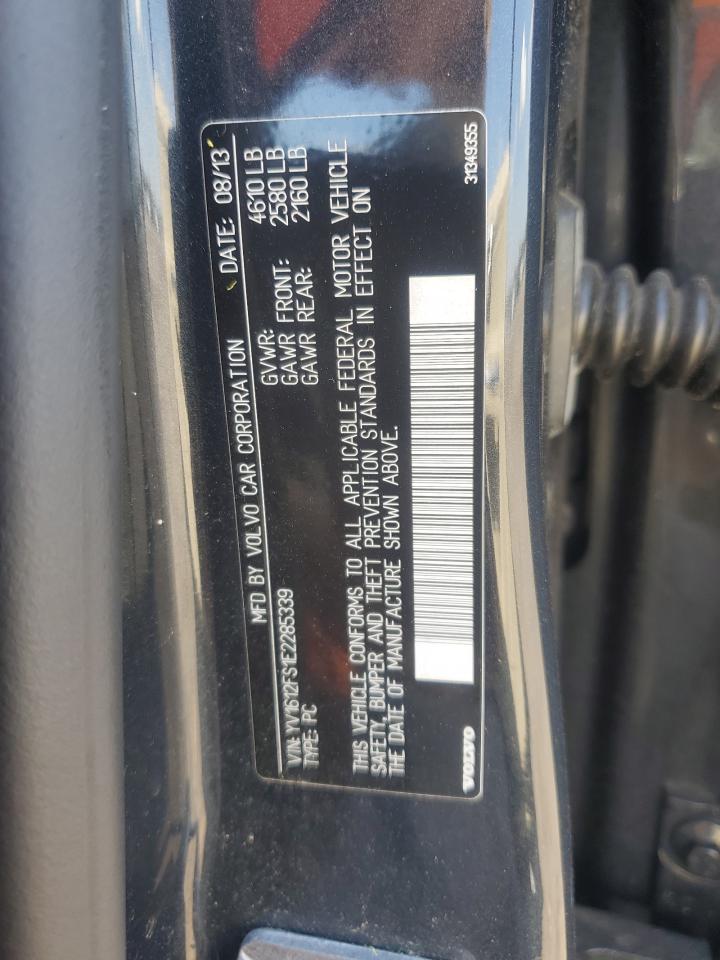 MFD BY VOLVO CAR CORPORATION DATE: 08/13
GVWR: 4610 LB
GAWR FRONT: 2580 LB
VIN: YV1612FS1E2285339 GAWR REAR: 2160 LB
TYPE: PC
THIS VEHICLE CONFORMS TO ALL APPLICABLE FEDERAL MOTOR VEHICLE
SAFETY, BUMPER AND THEFT PREVENTION STANDARDS IN EFFECT ON
THE DATE OF MANUFACTURE SHOWN ABOVE.
VOLVO 31349355